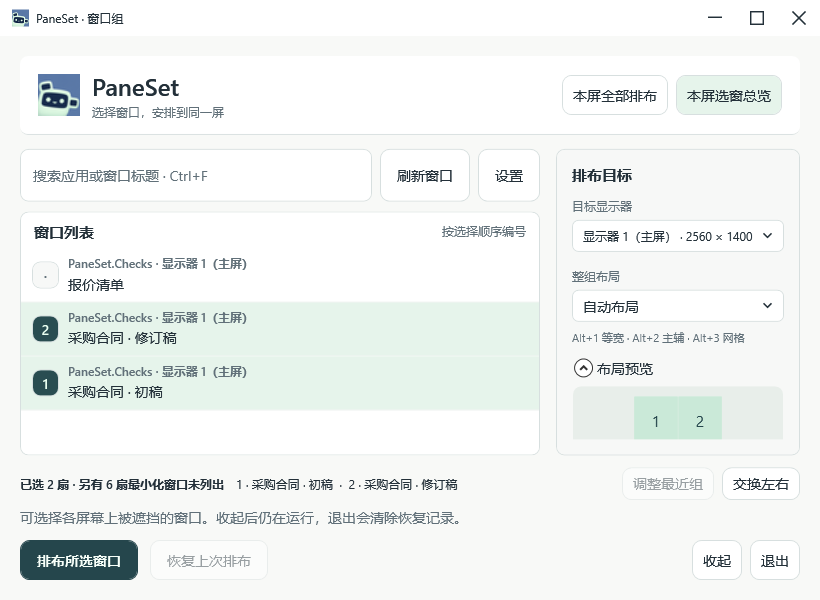 PaneSet · 窗口组
PaneSet
选择窗口，安排到同一屏
本屏全部排布
本屏选窗总览
搜索应用或窗口标题 · Ctrl+F
刷新窗口
设置
窗口列表
按选择顺序编号
·
PaneSet.Checks · 显示器 1（主屏）
报价清单
2
PaneSet.Checks · 显示器 1（主屏）
采购合同 · 修订稿
1
PaneSet.Checks · 显示器 1（主屏）
采购合同 · 初稿
排布目标
目标显示器
显示器 1（主屏） · 2560 × 1400
整组布局
自动布局
Alt+1 等宽 · Alt+2 主辅 · Alt+3 网格
布局预览
1 2
已选 2 扇 · 另有 6 扇最小化窗口未列出 1 · 采购合同 · 初稿 · 2 · 采购合同 · 修订稿
调整最近组
交换左右
可选择各屏幕上被遮挡的窗口。收起后仍在运行，退出会清除恢复记录。
排布所选窗口
恢复上次排布
收起
退出